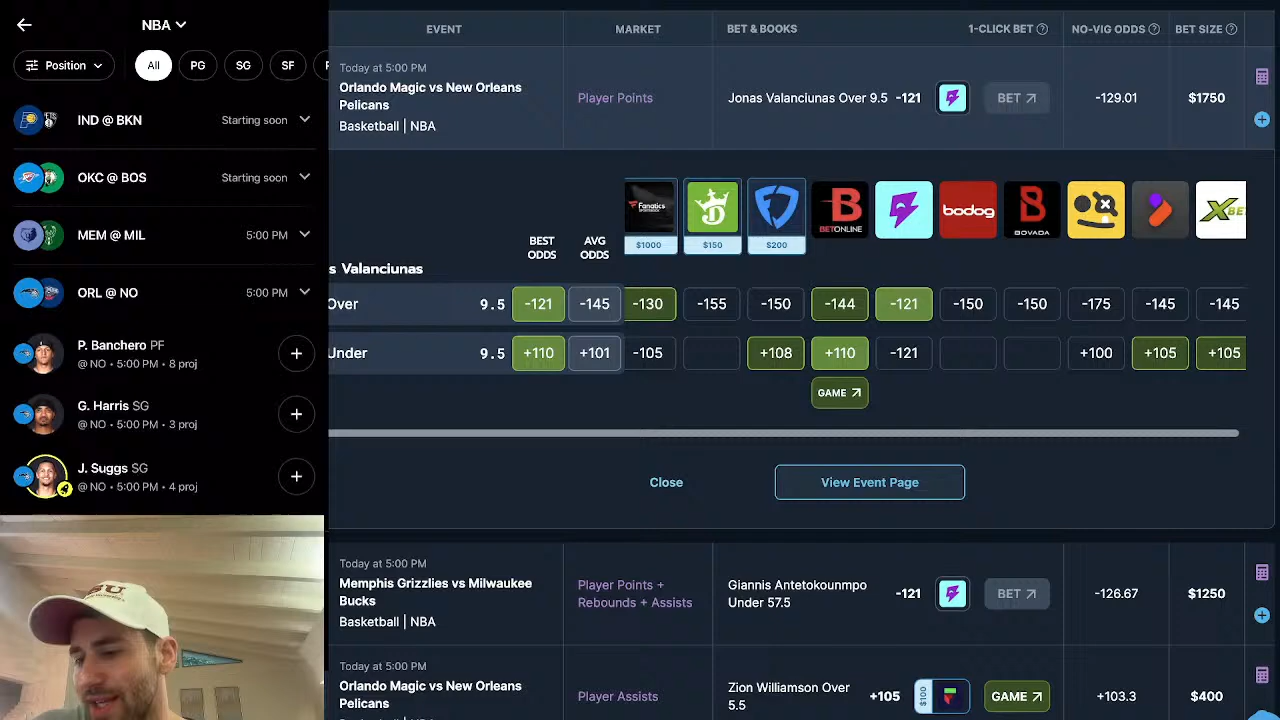 NBA
Position
All
PG
SG
SF
IND @ BKN
Starting soon
OKC @ BOS
Starting soon
MEM @ MIL
5:00 PM
ORL @ NO
5:00 PM
P. Banchero PF
@ NO • 5:00 PM • 8 proj
G. Harris SG
@ NO • 5:00 PM • 3 proj
J. Suggs SG
@ NO • 5:00 PM • 4 proj
EVENT
MARKET
BET & BOOKS
1-CLICK BET
NO-VIG ODDS
BET SIZE
Today at 5:00 PM
Orlando Magic vs New Orleans
Pelicans
Basketball | NBA
Player Points
Jonas Valanciunas Over 9.5
-121
BET
-129.01
$1750
BEST
ODDS
AVG
ODDS
Fanatics
$1000
$150
$200
BETONLINE
bodog
BOVADA
XBE
s Valanciunas
Over 9.5 -121 -145 -130 -155 -150 -144 -121 -150 -150 -175 -145 -145
Under 9.5 +110 +101 -105 +108 +110 -121 +100 +105 +105
GAME
Close
View Event Page
Today at 5:00 PM
Memphis Grizzlies vs Milwaukee
Bucks
Basketball | NBA
Player Points +
Rebounds + Assists
Giannis Antetokounmpo
Under 57.5
-121
BET
-126.67
$1250
Today at 5:00 PM
Orlando Magic vs New Orleans
Pelicans
Player Assists
Zion Williamson Over
5.5
+105
$100
GAME
+103.3
$400